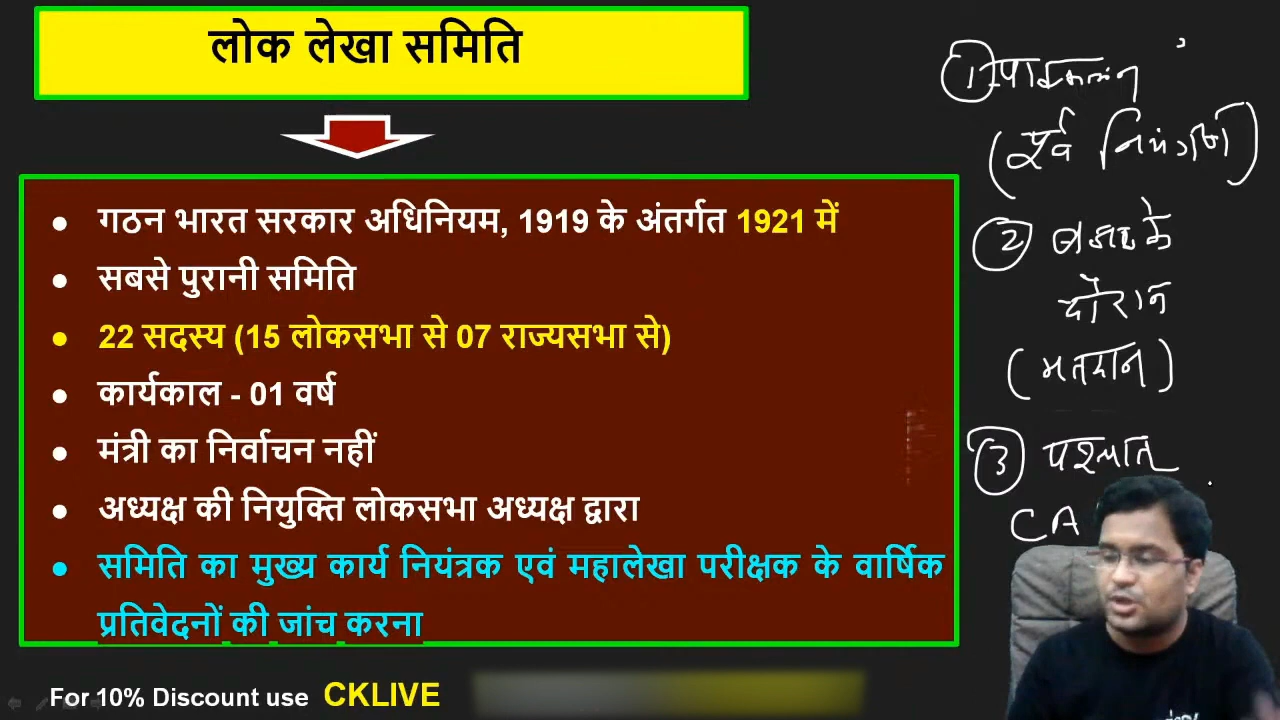 लोक लेखा समिति
• गठन भारत सरकार अधिनियम, 1919 के अंतर्गत 1921 में
• सबसे पुरानी समिति
• 22 सदस्य (15 लोकसभा से 07 राज्यसभा से)
• कार्यकाल - 01 वर्ष
• मंत्री का निर्वाचन नहीं
• अध्यक्ष की नियुक्ति लोकसभा अध्यक्ष द्वारा
• समिति का मुख्य कार्य नियंत्रक एवं महालेखा परीक्षक के वार्षिक
प्रतिवेदनों की जांच करना
For 10% Discount use CKLIVE
①
(पूर्व नियंत्रण)
② बजट के
दौरान
(मतदान)
③ पश्चात
CA